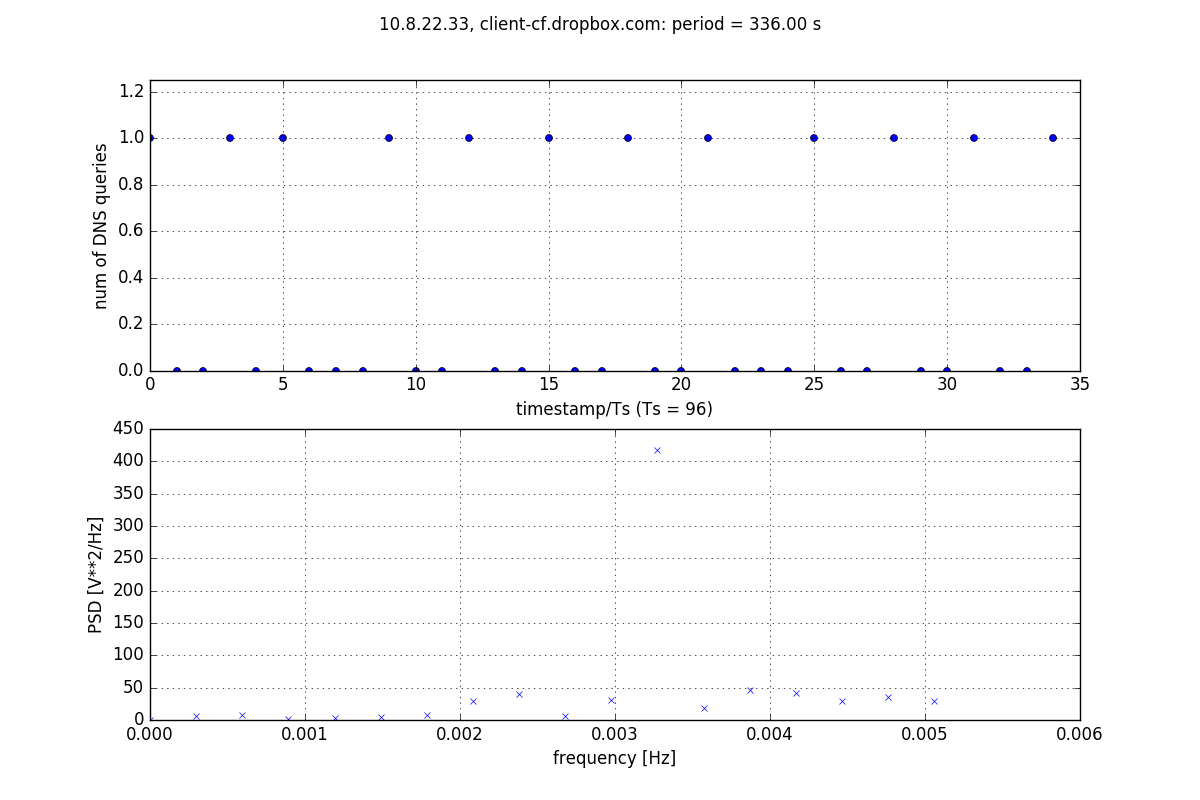 10.8.22.33, client-cf.dropbox.com: period = 336.00 s
num of DNS queries
1.2
1.0
0.8
0.6
0.4
0.2
0.0
0 5 10 15 20 25 30 35
timestamp/Ts (Ts = 96)
PSD [V**2/Hz]
450
400
350
300
250
200
150
100
50
0
0.000 0.001 0.002 0.003 0.004 0.005 0.006
frequency [Hz]